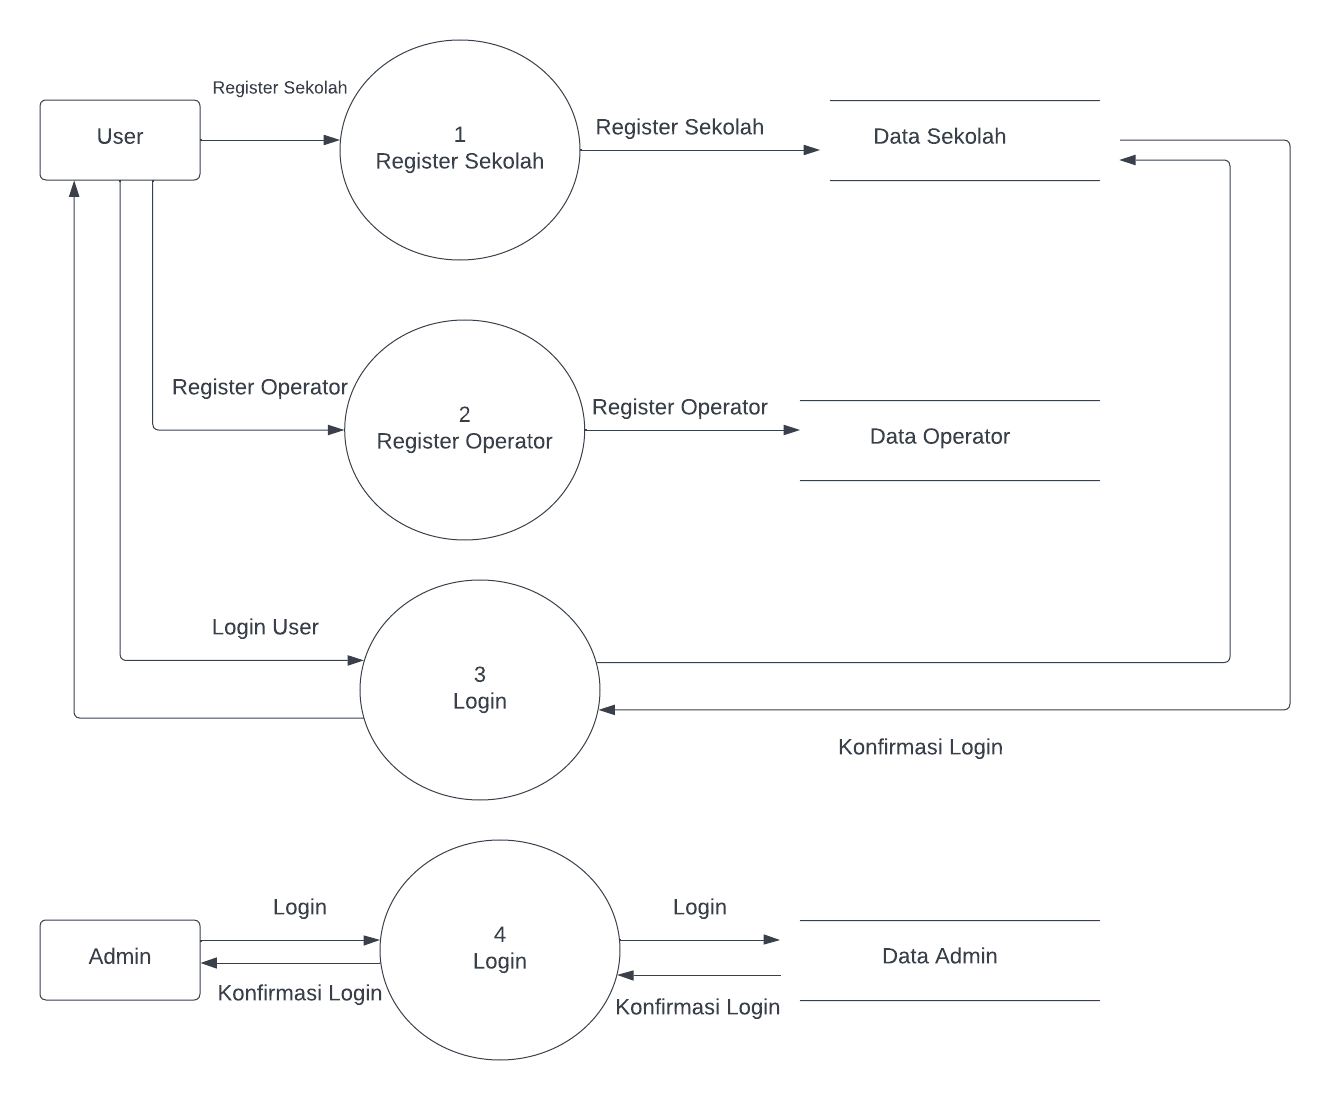 Register Sekolah
User
1
Register Sekolah
Register Sekolah
Data Sekolah
Register Operator
2
Register Operator
Register Operator
Data Operator
Login User
3
Login
Konfirmasi Login
Admin
Login
Konfirmasi Login
4
Login
Login
Konfirmasi Login
Data Admin